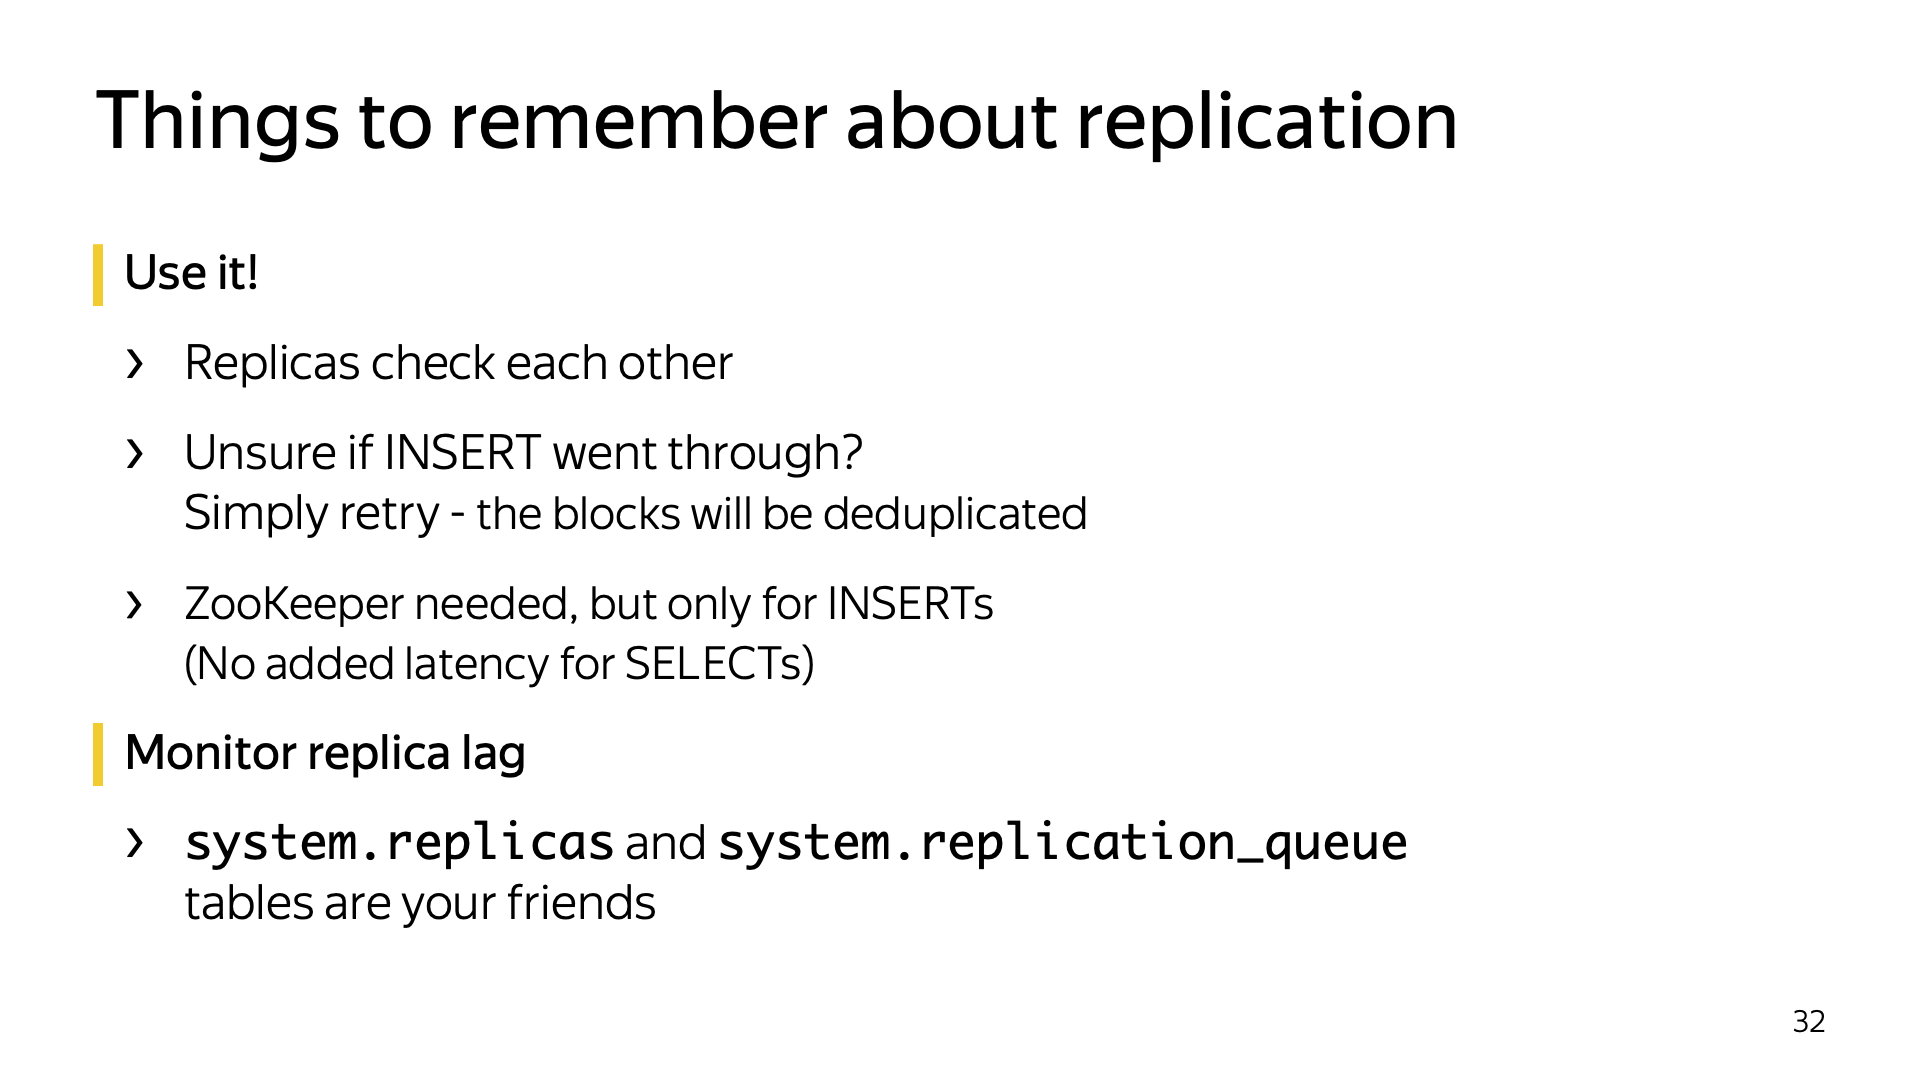 Things to remember about replication
Use it!
› Replicas check each other
› Unsure if INSERT went through?
Simply retry - the blocks will be deduplicated
› ZooKeeper needed, but only for INSERTs
(No added latency for SELECTs)
Monitor replica lag
› system.replicas and system.replication_queue
tables are your friends
32